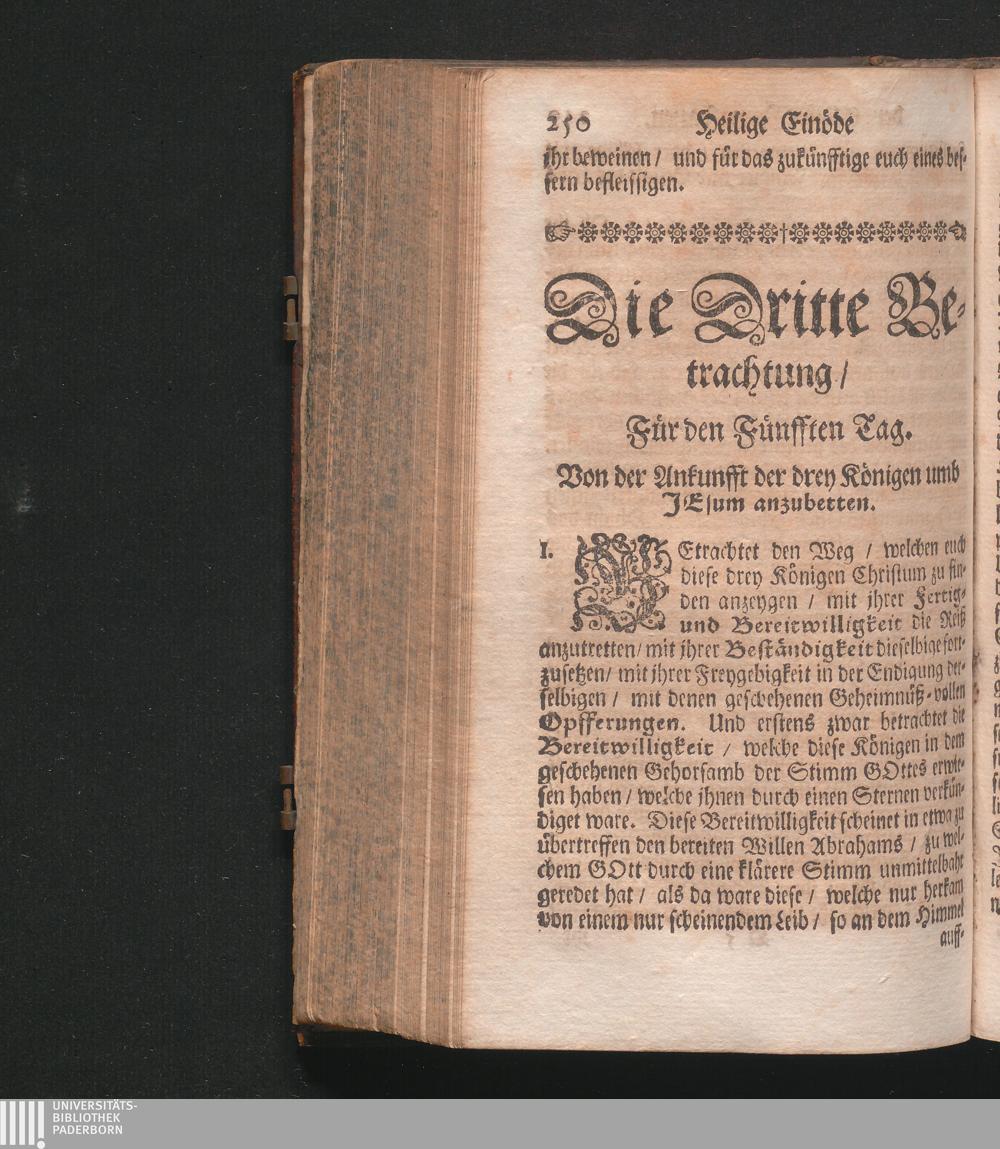 250 Heilige Einöde
ihr beweinen / und für das zukünfftige euch eines bes-
sern befleissigen.
Die Dritte Be-
trachtung /
Für den Fünfften Tag.
Von der Ankunfft der drey Königen umb
JEsum anzubetten.
I. BEtrachtet den Weg / welchen euch
diese drey Königen Christum zu fin-
den anzeygen / mit ihrer Fertig-
und Bereitwilligkeit die Reiß
anzutretten / mit jhrer Beständigkeit dieselbige fort-
zusetzen / mit jhrer Freygebigkeit in der Endigung der-
selbigen / mit denen geschehenen Geheimnüß-vollen
Opfferungen. Und erstens zwar betrachtet die
Bereitwilligkeit / welche diese Königen in dem
geschehenen Gehorsamb der Stimm GOttes erwie-
sen haben / welche jhnen durch einen Sternen verkün-
diget ware. Diese Bereitwilligkeit scheinet in etwa zu
übertreffen den bereiten Willen Abrahams / zu wel-
chem GOtt durch eine klärere Stimm unmittelbahr
geredet hat / als da ware diese / welche nur herkam
von einem nur scheinendem Leib / so an dem Himmel
auff-
UNIVERSITÄTS-
BIBLIOTHEK
PADERBORN